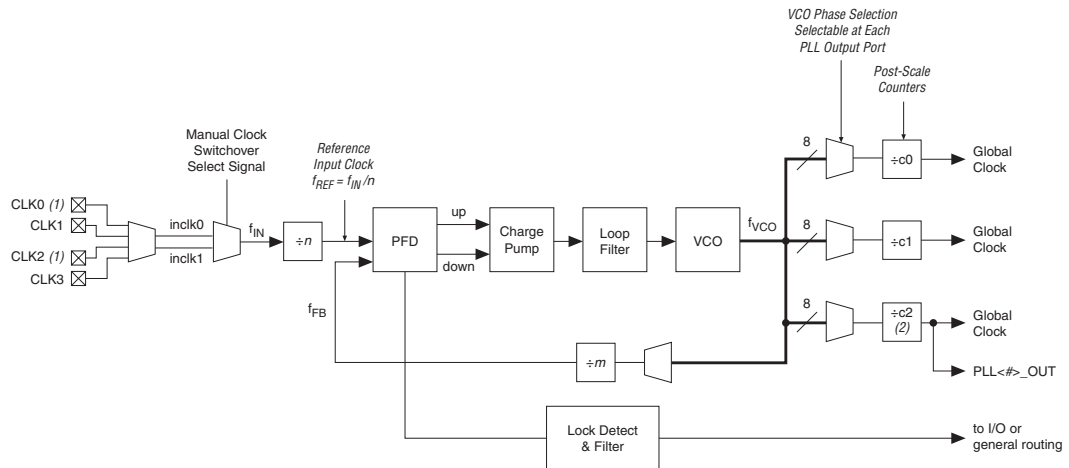 VCO Phase Selection
Selectable at Each
PLL Output Port
Post-Scale
Counters
Manual Clock
Switchover
Select Signal
Reference
Input Clock
fREF = fIN /n
8
÷c0
Global
Clock
CLK0 (1)
CLK1
CLK2 (1)
CLK3
inclk0
inclk1
fIN
÷n
PFD
up
down
Charge
Pump
Loop
Filter
VCO
fVCO
8
÷c1
Global
Clock
fFB
8
÷c2
(2)
Global
Clock
÷m
PLL<#>_OUT
Lock Detect
& Filter
to I/O or
general routing